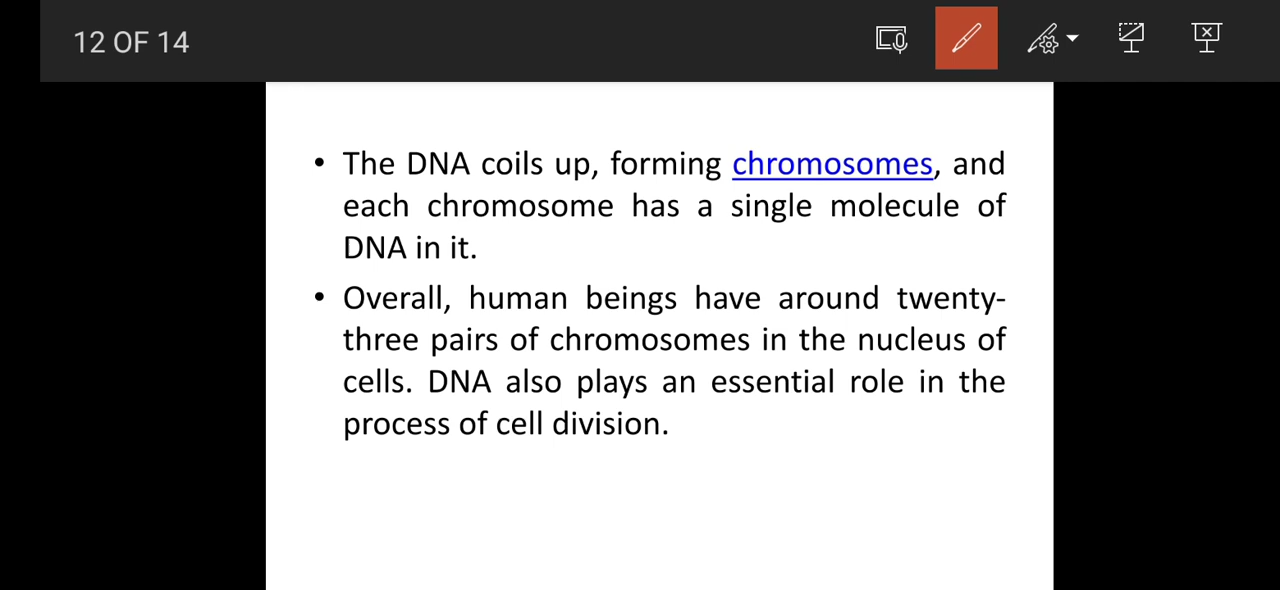 12 OF 14
• The DNA coils up, forming chromosomes, and
each chromosome has a single molecule of
DNA in it.
• Overall, human beings have around twenty-
three pairs of chromosomes in the nucleus of
cells. DNA also plays an essential role in the
process of cell division.